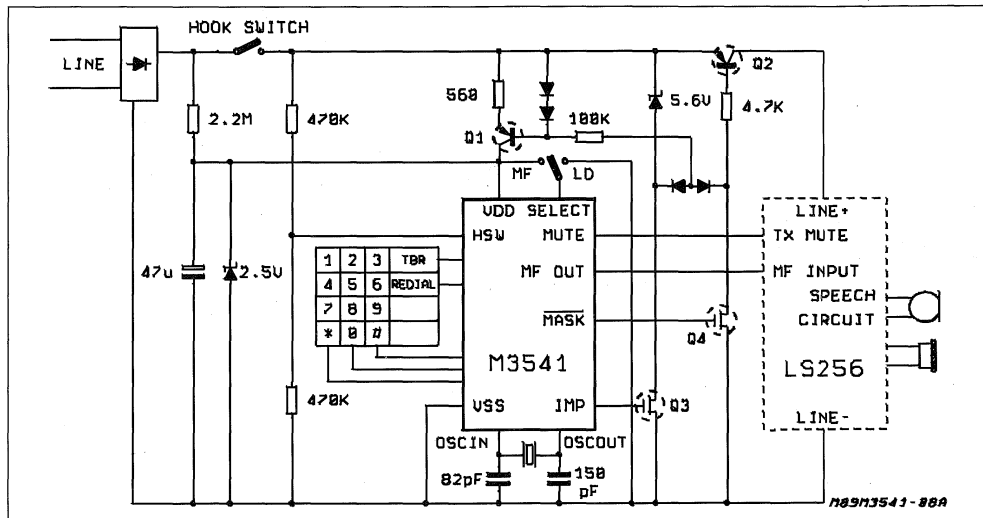 HOOK SWITCH
LINE
Q2
560
5.6V
4.7K
2.2M
470K
Q1
100K
MF
LD
VDD
SELECT
LINE+
HSW
MUTE
TX MUTE
1 2 3 TBR
4 5 6 REDIAL
7 8 9
* 0 #
47u
2.5V
MF OUT
MF INPUT
SPEECH
CIRCUIT
MASK
Q4
M3541
LS256
470K
VSS
IMP
Q3
LINE-
OSCIN
OSCOUT
82pF
150
pF
M89M3541-08A